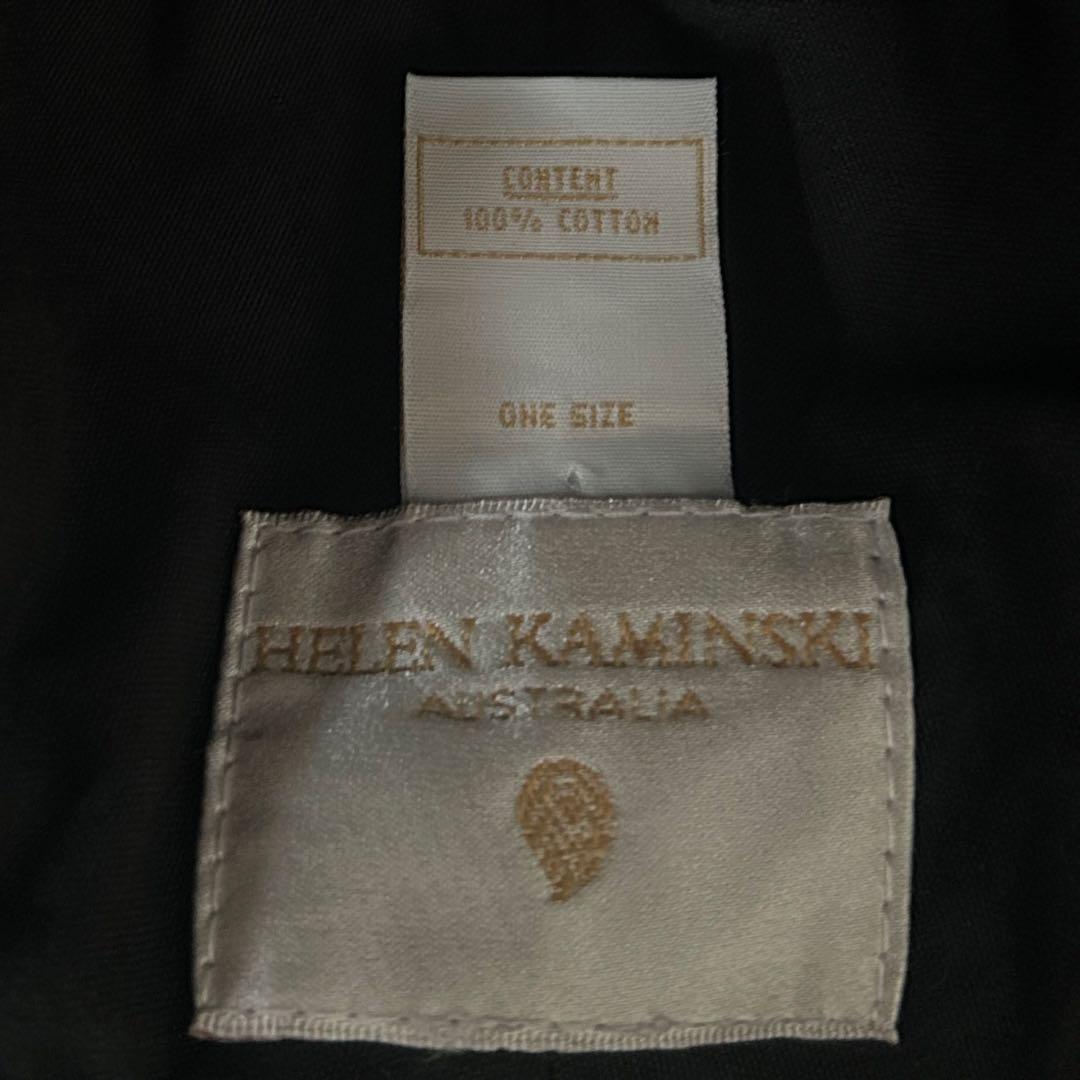 CONTENT
100% COTTON
ONE SIZE
HELEN KAMINSKI
AUSTRALIA